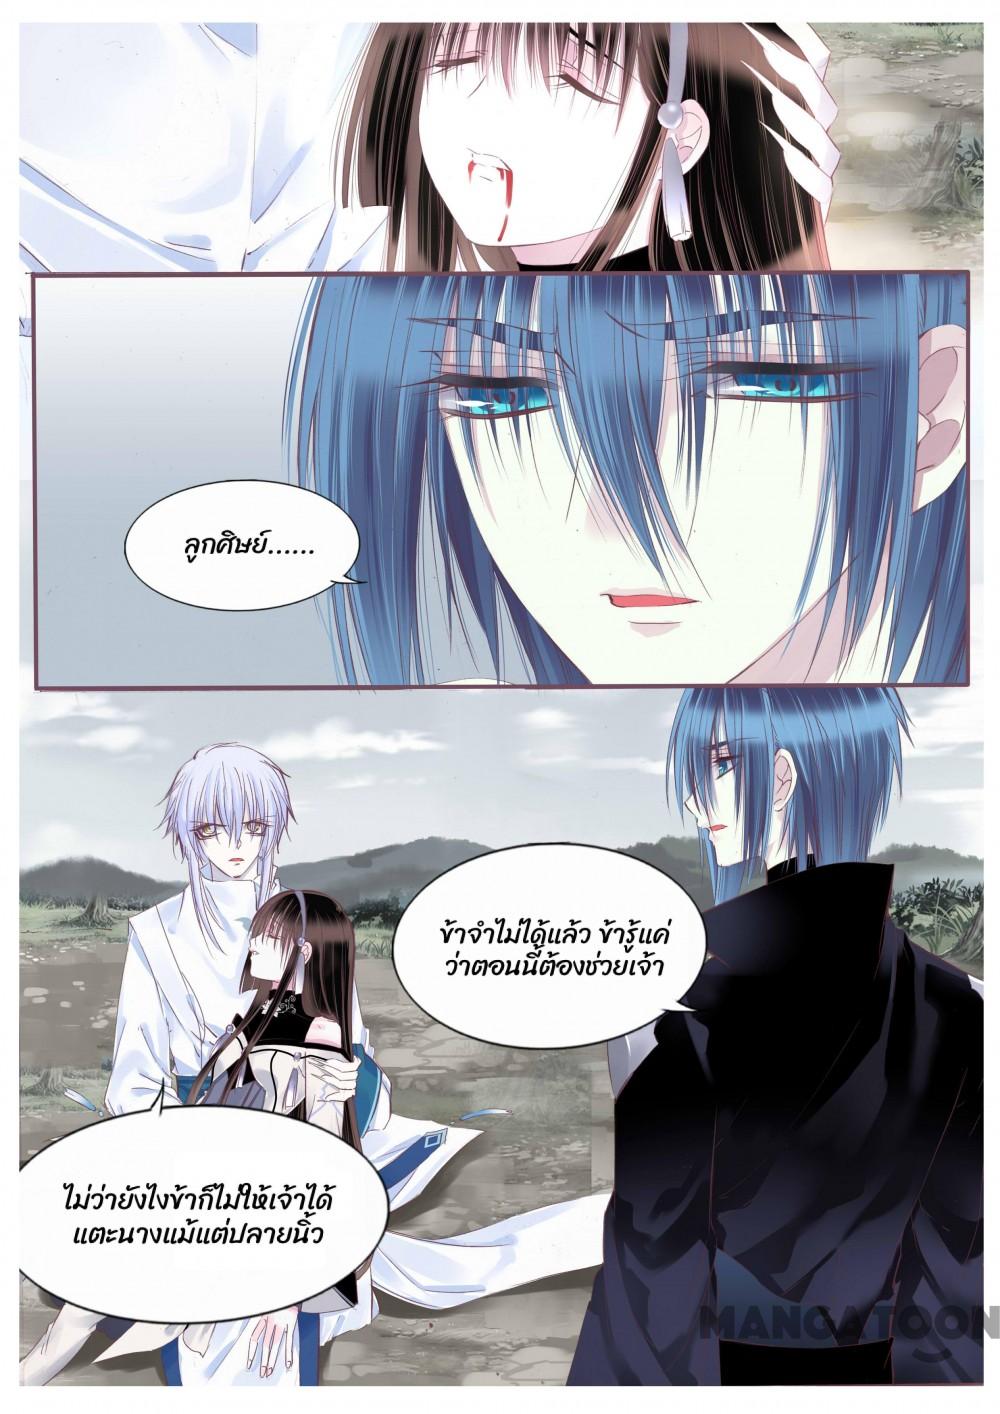 ลูกศิษย์......
ข้าจำไม่ได้แล้ว ข้ารู้แค่
ว่าตอนนี้ต้องช่วยเจ้า
ไม่ว่ายังไงข้าก็ไม่ให้เจ้าได้
แตะนางแม้แต่ปลายนิ้ว
MANGATOON